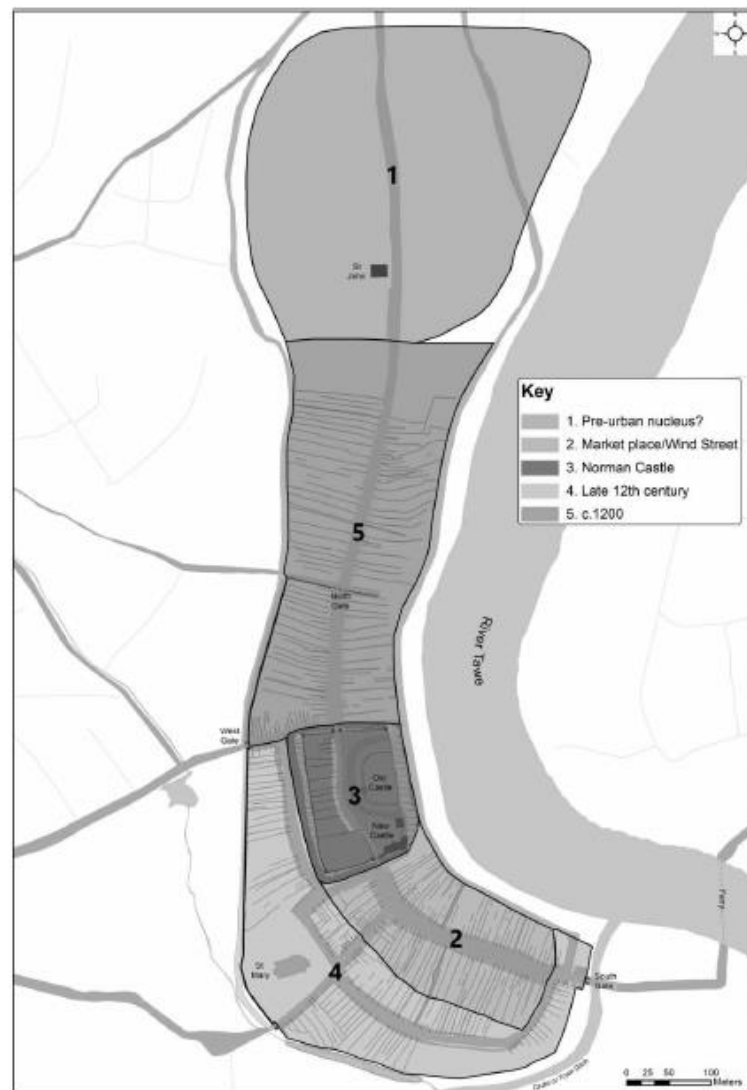 1
St
John
Key
1. Pre-urban nucleus?
2. Market place/Wind Street
3. Norman Castle
4. Late 12th century
5. c.1200
5
North
Gate
River Tawe
West
Gate
Old
Castle
3
New
Castle
Ferry
2
St
Mary
4
South
Gate
0 25 50 100
Meters